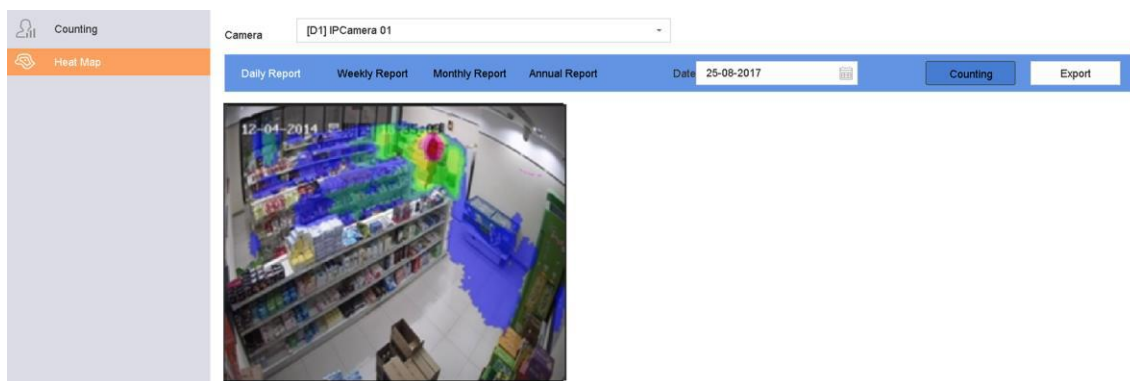 Counting
Heat Map
Camera [D1] IPCamera 01
Daily Report Weekly Report Monthly Report Annual Report Date 25-08-2017 Counting Export
12-04-2014